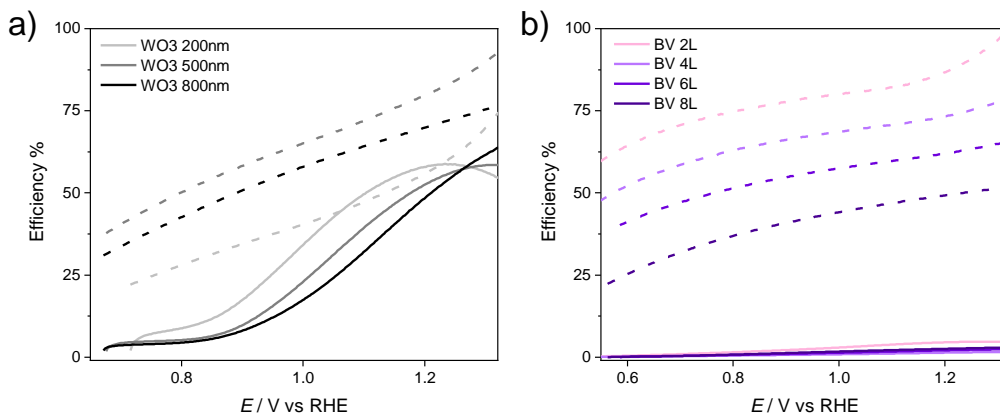 a)
100
75
50
25
0
Efficiency %
WO3 200nm
WO3 500nm
WO3 800nm
0.8
1.0
1.2
E / V vs RHE
b)
100
75
50
25
0
Efficiency %
BV 2L
BV 4L
BV 6L
BV 8L
0.6
0.8
1.0
1.2
E / V vs RHE